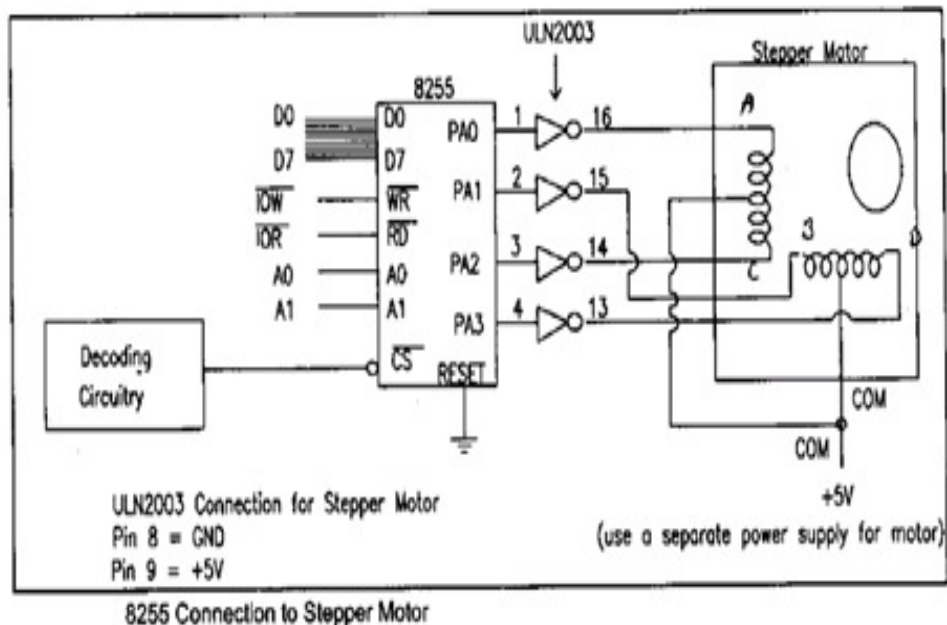 ULN2003
Stepper Motor
8255
A
D0 D0 PA0 1 16
D7 D7
PA1 2 15
IOW WR
IOR RD
B D
PA2 3 14
A0 A0
C
A1 A1
PA3 4 13
Decoding
Circuitry
CS
RESET
COM
COM
+5V
(use a separate power supply for motor)
ULN2003 Connection for Stepper Motor
Pin 8 = GND
Pin 9 = +5V
8255 Connection to Stepper Motor